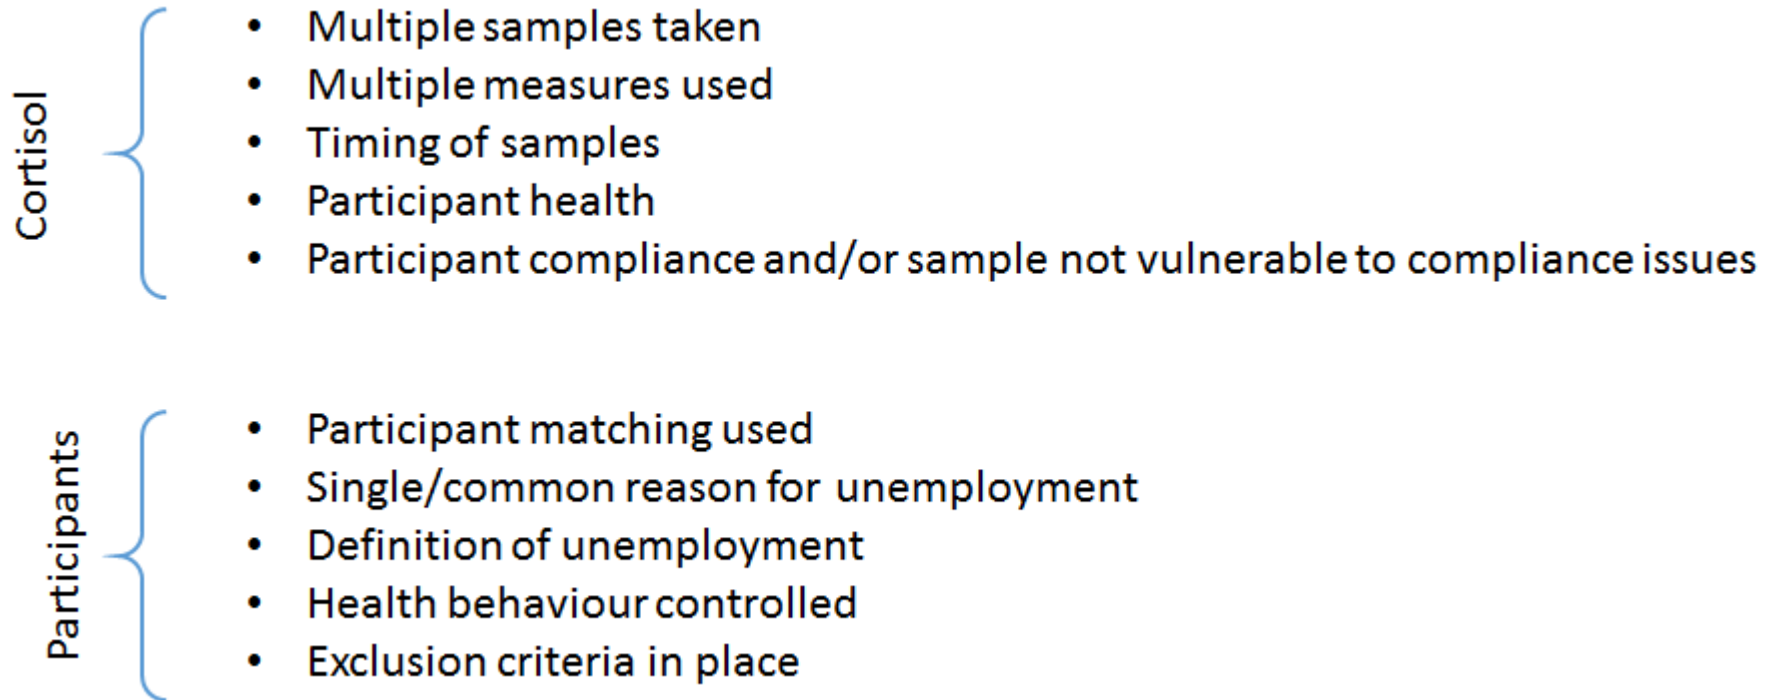 Cortisol
• Multiple samples taken
• Multiple measures used
• Timing of samples
• Participant health
• Participant compliance and/or sample not vulnerable to compliance issues
Participants
• Participant matching used
• Single/common reason for unemployment
• Definition of unemployment
• Health behaviour controlled
• Exclusion criteria in place